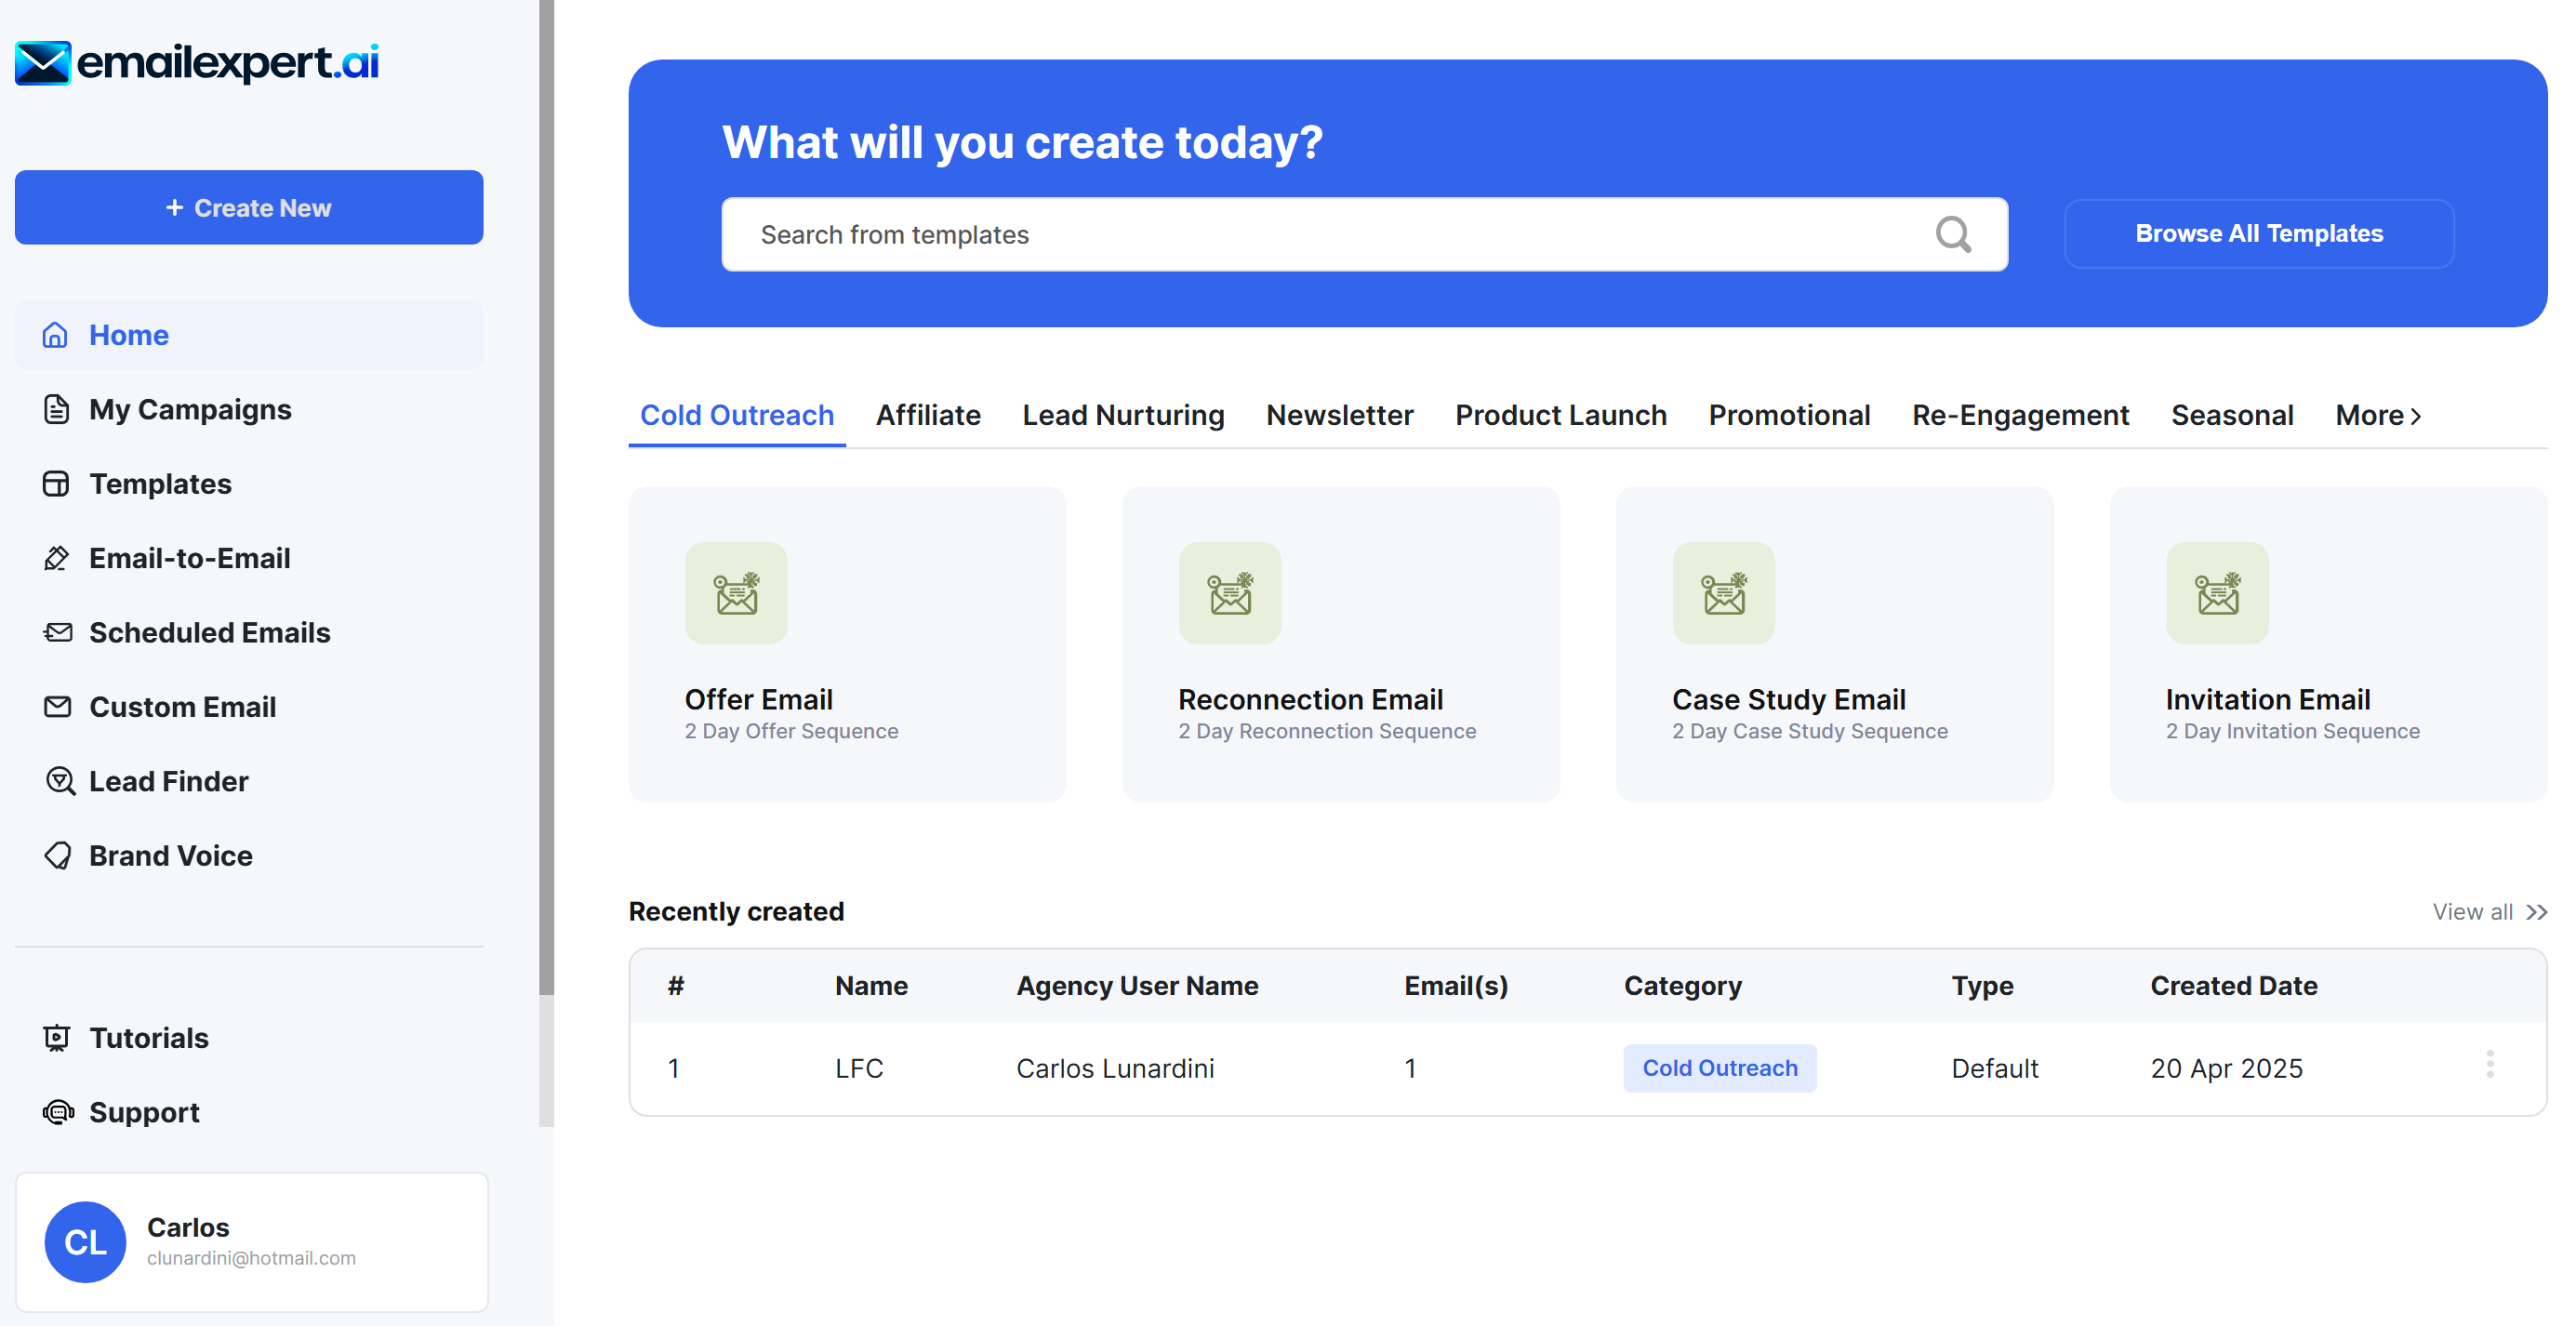 emailexpert.ai
+ Create New
Home
My Campaigns
Templates
Email-to-Email
Scheduled Emails
Custom Email
Lead Finder
Brand Voice
Tutorials
Support
CL
Carlos
clunardini@hotmail.com
What will you create today?
Search from templates
Browse All Templates
Cold Outreach Affiliate Lead Nurturing Newsletter Product Launch Promotional Re-Engagement Seasonal More
Offer Email
2 Day Offer Sequence
Reconnection Email
2 Day Reconnection Sequence
Case Study Email
2 Day Case Study Sequence
Invitation Email
2 Day Invitation Sequence
Recently created
View all
# Name Agency User Name Email(s) Category Type Created Date
1 LFC Carlos Lunardini 1 Cold Outreach Default 20 Apr 2025